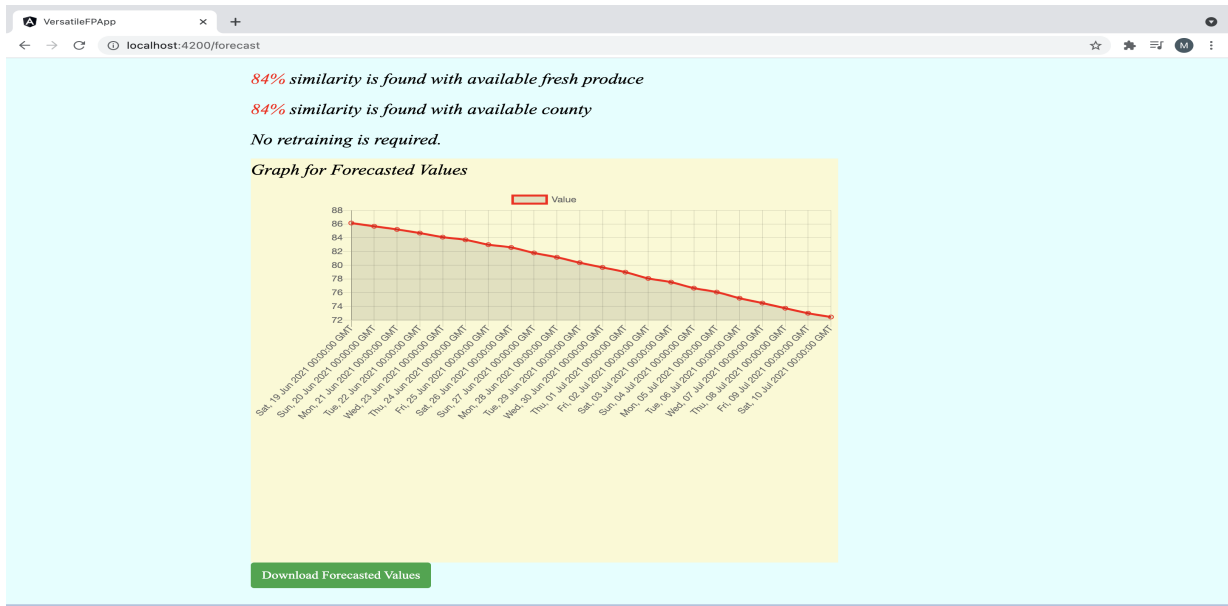 VersatileFPApp
localhost:4200/forecast
M
84% similarity is found with available fresh produce
84% similarity is found with available county
No retraining is required.
Graph for Forecasted Values
Value
88
86
84
82
80
78
76
74
72
Sat, 19 Jun 2021 00:00:00 GMT
Sun, 20 Jun 2021 00:00:00 GMT
Mon, 21 Jun 2021 00:00:00 GMT
Tue, 22 Jun 2021 00:00:00 GMT
Wed, 23 Jun 2021 00:00:00 GMT
Thu, 24 Jun 2021 00:00:00 GMT
Fri, 25 Jun 2021 00:00:00 GMT
Sat, 26 Jun 2021 00:00:00 GMT
Sun, 27 Jun 2021 00:00:00 GMT
Mon, 28 Jun 2021 00:00:00 GMT
Tue, 29 Jun 2021 00:00:00 GMT
Wed, 30 Jun 2021 00:00:00 GMT
Thu, 01 Jul 2021 00:00:00 GMT
Fri, 02 Jul 2021 00:00:00 GMT
Sat, 03 Jul 2021 00:00:00 GMT
Sun, 04 Jul 2021 00:00:00 GMT
Mon, 05 Jul 2021 00:00:00 GMT
Tue, 06 Jul 2021 00:00:00 GMT
Wed, 07 Jul 2021 00:00:00 GMT
Thu, 08 Jul 2021 00:00:00 GMT
Fri, 09 Jul 2021 00:00:00 GMT
Sat, 10 Jul 2021 00:00:00 GMT
Download Forecasted Values